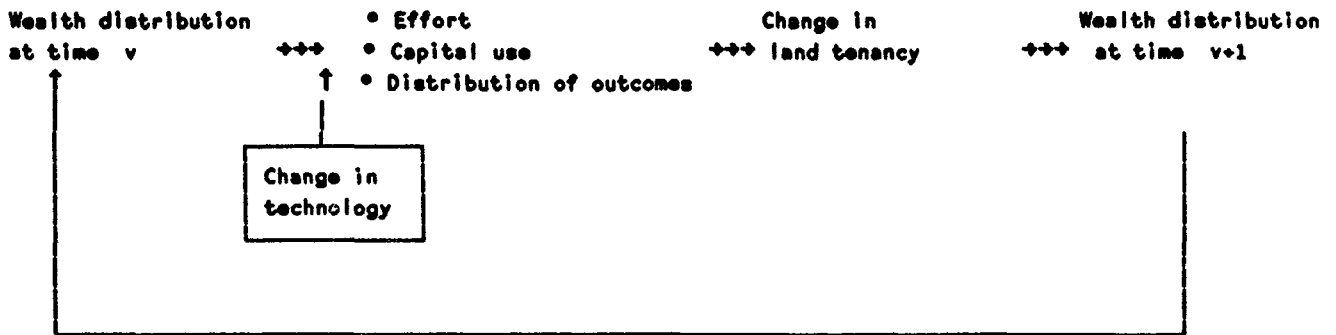 Wealth distribution
at time v
→→→
• Effort
• Capital use
• Distribution of outcomes
→→→
Change in
land tenancy
→→→
Wealth distribution
at time v+1
Change in
technology